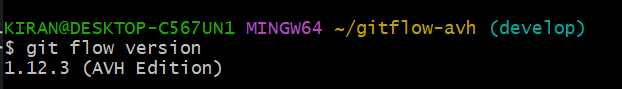 KIRAN@DESKTOP-C567UN1 MINGW64 ~/gitflow-avh (develop)
$ git flow version
1.12.3 (AVH Edition)